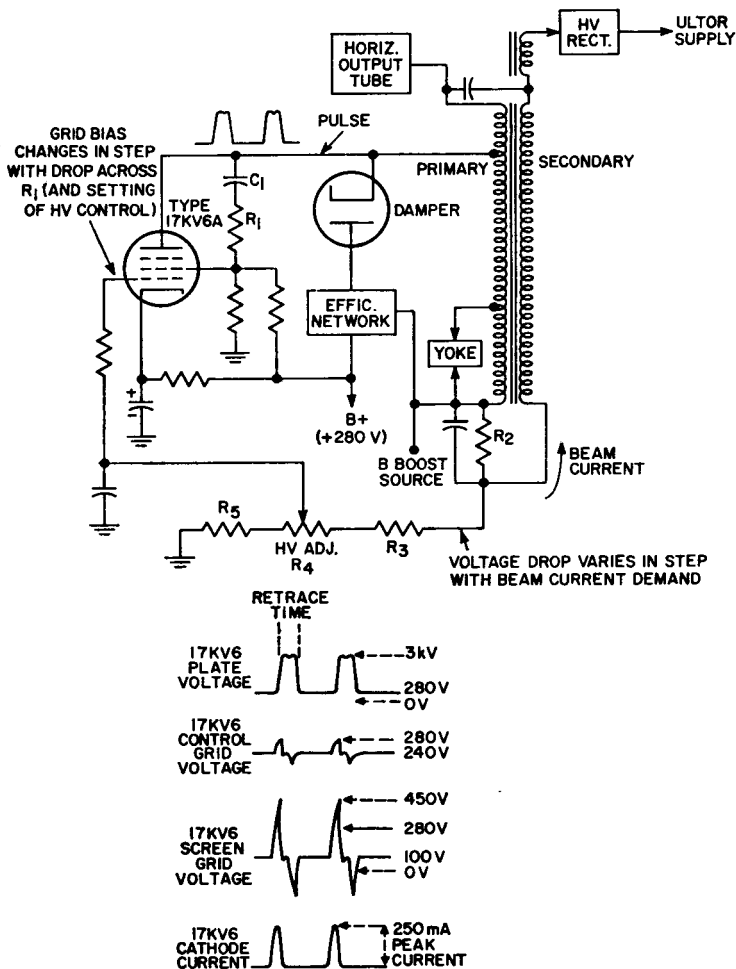 HORIZ.
OUTPUT
TUBE
HV
RECT.
ULTOR
SUPPLY
GRID BIAS
CHANGES IN STEP
WITH DROP ACROSS
R1 (AND SETTING
OF HV CONTROL)
PULSE
TYPE
17KV6A
C1
R1
PRIMARY
SECONDARY
DAMPER
EFFIC.
NETWORK
YOKE
+
-
B+
(+280 V)
B BOOST
SOURCE
R2
BEAM
CURRENT
R5
HV ADJ.
R4
R3
VOLTAGE DROP VARIES IN STEP
WITH BEAM CURRENT DEMAND
RETRACE
TIME
17KV6
PLATE
VOLTAGE
3kV
280V
0V
17KV6
CONTROL
GRID
VOLTAGE
280V
240V
17KV6
SCREEN
GRID
VOLTAGE
450V
280V
100V
0V
17KV6
CATHODE
CURRENT
250mA
PEAK
CURRENT